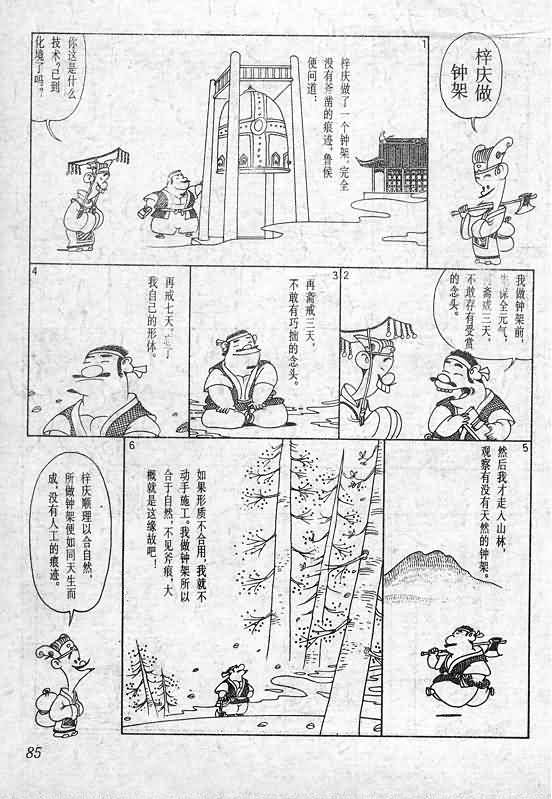 梓庆做
钟架
1
梓庆做了一个钟架，完全
没有斧凿的痕迹，鲁候
便问道：
你这是什么
技术？已到
化境了吗？
2
我做钟架前，
保全元气，
斋戒三天，
不敢存有受赏
的念头。
3
再斋戒三天，
不敢有巧拙的念头。
4
再戒七天，忘了
我自己的形体。
5
然后我才走入山林
观察有没有天然的钟架。
6
如果形质不合用，我就不
动手施工。我做钟架所以
合于自然，不见斧痕，大
概就是这缘故吧！
梓庆顺理以合自然，
所做钟架便如同天生而
成，没有人工的痕迹。
85